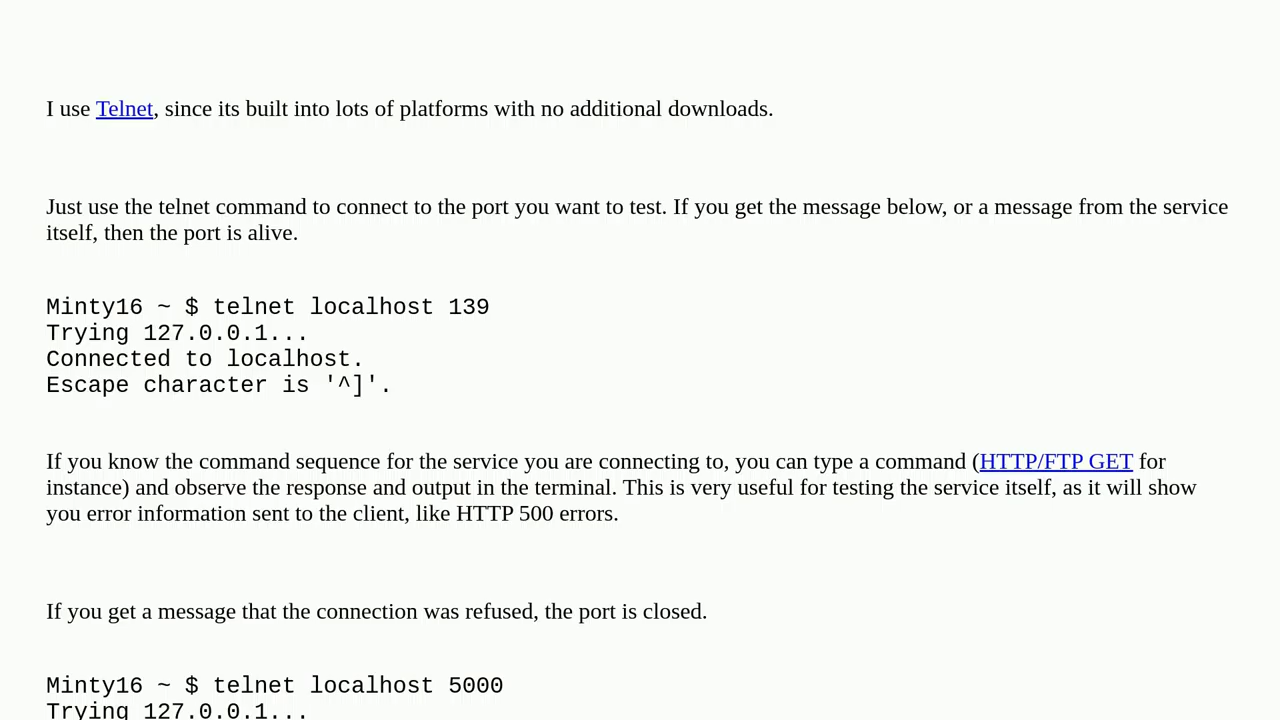 I use Telnet, since its built into lots of platforms with no additional downloads.
Just use the telnet command to connect to the port you want to test. If you get the message below, or a message from the service
itself, then the port is alive.
Minty16 ~ $ telnet localhost 139
Trying 127.0.0.1...
Connected to localhost.
Escape character is '^]'.
If you know the command sequence for the service you are connecting to, you can type a command (HTTP/FTP GET for
instance) and observe the response and output in the terminal. This is very useful for testing the service itself, as it will show
you error information sent to the client, like HTTP 500 errors.
If you get a message that the connection was refused, the port is closed.
Minty16 ~ $ telnet localhost 5000
Trying 127.0.0.1...